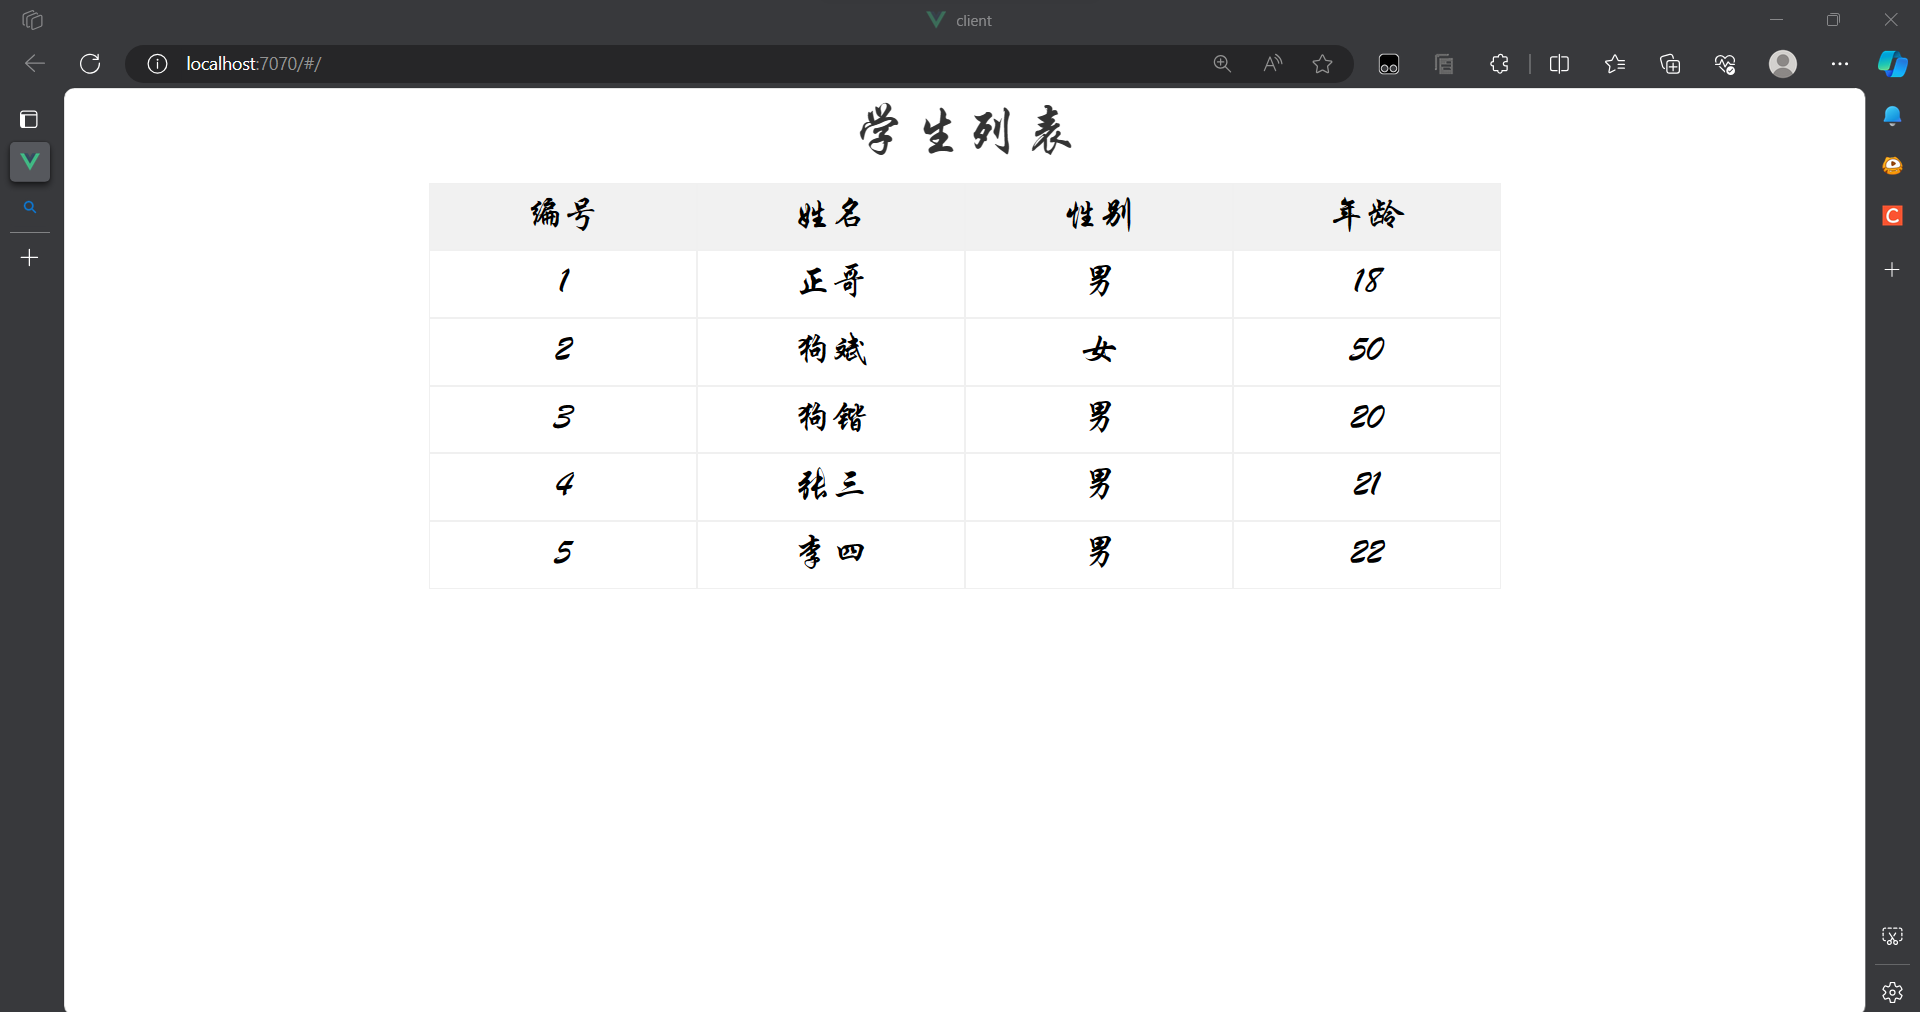 client
localhost:7070/#/
学生列表
编号 姓名 性别 年龄
1 正哥 男 18
2 狗斌 女 50
3 狗锴 男 20
4 张三 男 21
5 李四 男 22